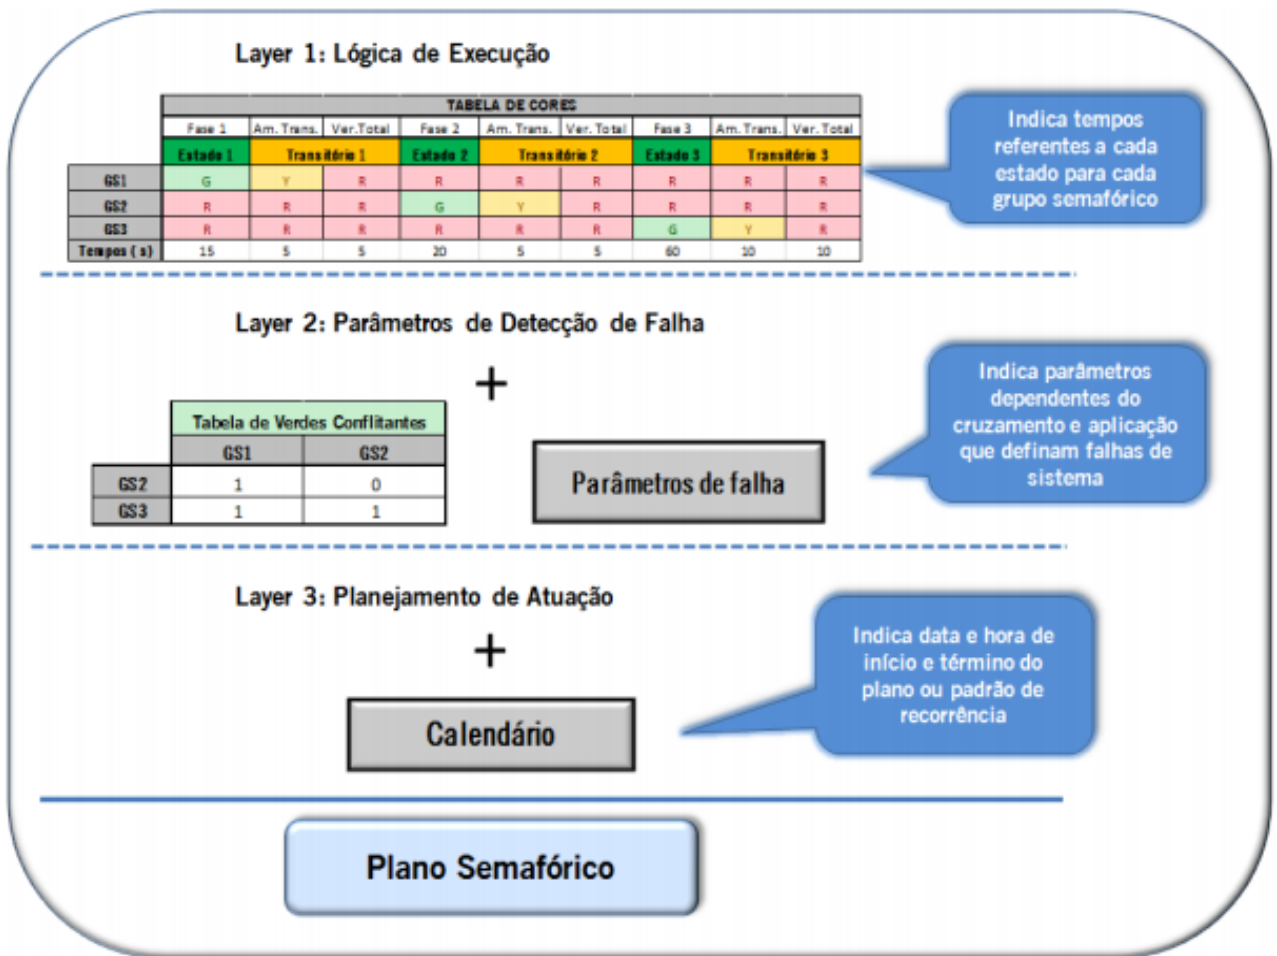 Layer 1: Lógica de Execução
TABELA DE CORES
Fase 1 Am. Trans. Ver.Total Fase 2 Am. Trans. Ver. Total Fase 3 Am. Trans. Ver. Total
Estado 1 Transitório 1 Estado 2 Transitório 2 Estado 3 Transitório 3
GS1 G Y R R R R R R R
GS2 R R R G Y R R R R
GS3 R R R R R R G Y R
Tempos ( s) 15 5 5 20 5 5 60 10 10
Indica tempos
referentes a cada
estado para cada
grupo semafórico
Layer 2: Parâmetros de Detecção de Falha
+
Tabela de Verdes Conflitantes
GS1 GS2
GS2 1 0
GS3 1 1
Parâmetros de falha
Indica parâmetros
dependentes do
cruzamento e aplicação
que definam falhas de
sistema
Layer 3: Planejamento de Atuação
+
Calendário
Indica data e hora de
início e término do
plano ou padrão de
recorrência
Plano Semafórico